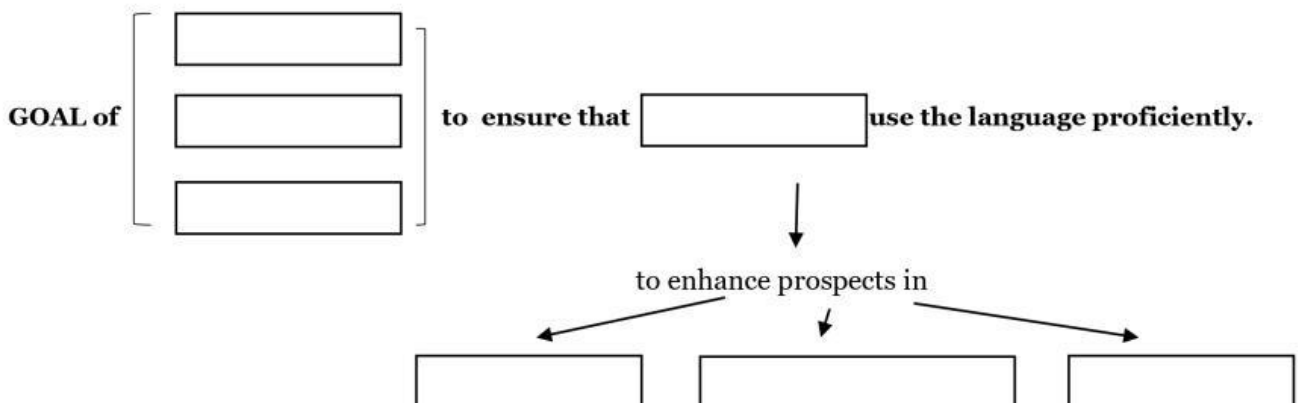 GOAL of to ensure that use the language proficiently.
to enhance prospects in